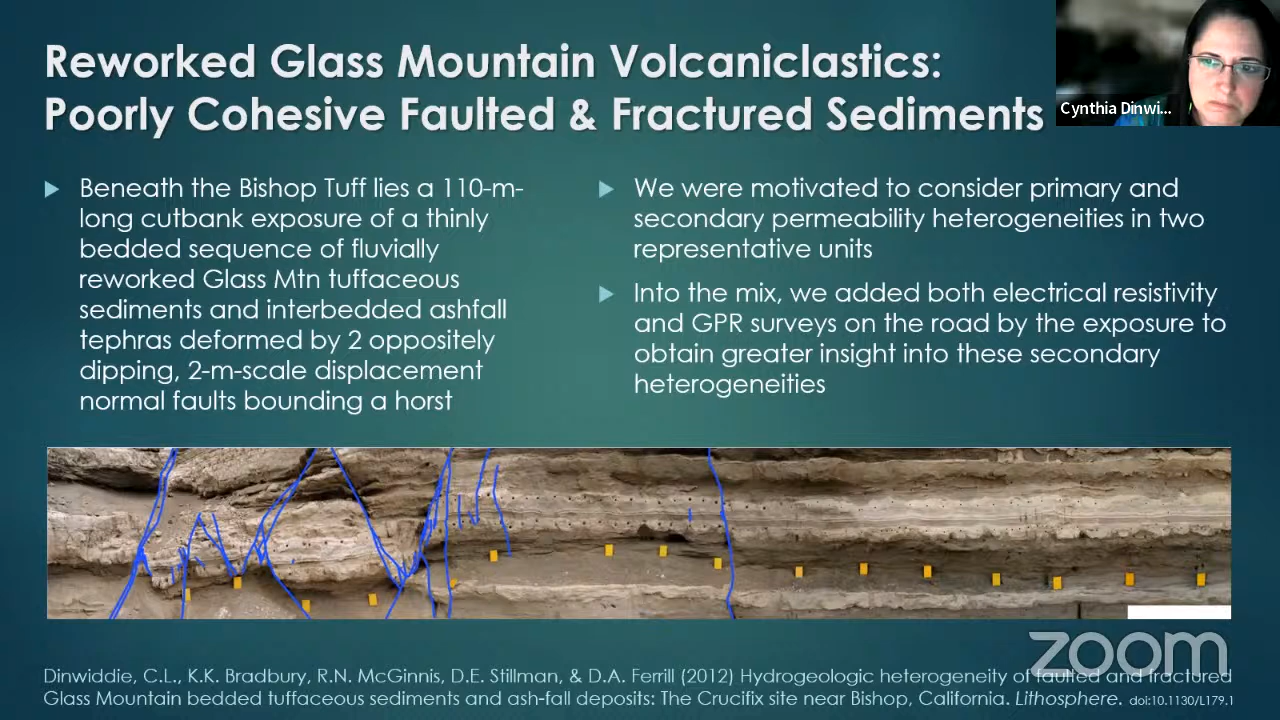 Reworked Glass Mountain Volcaniclastics:
Poorly Cohesive Faulted & Fractured Sediments
Cynthia Dinwi...
Beneath the Bishop Tuff lies a 110-m-
long cutbank exposure of a thinly
bedded sequence of fluvially
reworked Glass Mtn tuffaceous
sediments and interbedded ashfall
tephras deformed by 2 oppositely
dipping, 2-m-scale displacement
normal faults bounding a horst
We were motivated to consider primary and
secondary permeability heterogeneities in two
representative units
Into the mix, we added both electrical resistivity
and GPR surveys on the road by the exposure to
obtain greater insight into these secondary
heterogeneities
zoom
Dinwiddie, C.L., K.K. Bradbury, R.N. McGinnis, D.E. Stillman, & D.A. Ferrill (2012) Hydrogeologic heterogeneity of faulted and fractured
Glass Mountain bedded tuffaceous sediments and ash-fall deposits: The Crucifix site near Bishop, California. Lithosphere. doi:10.1130/L179.1